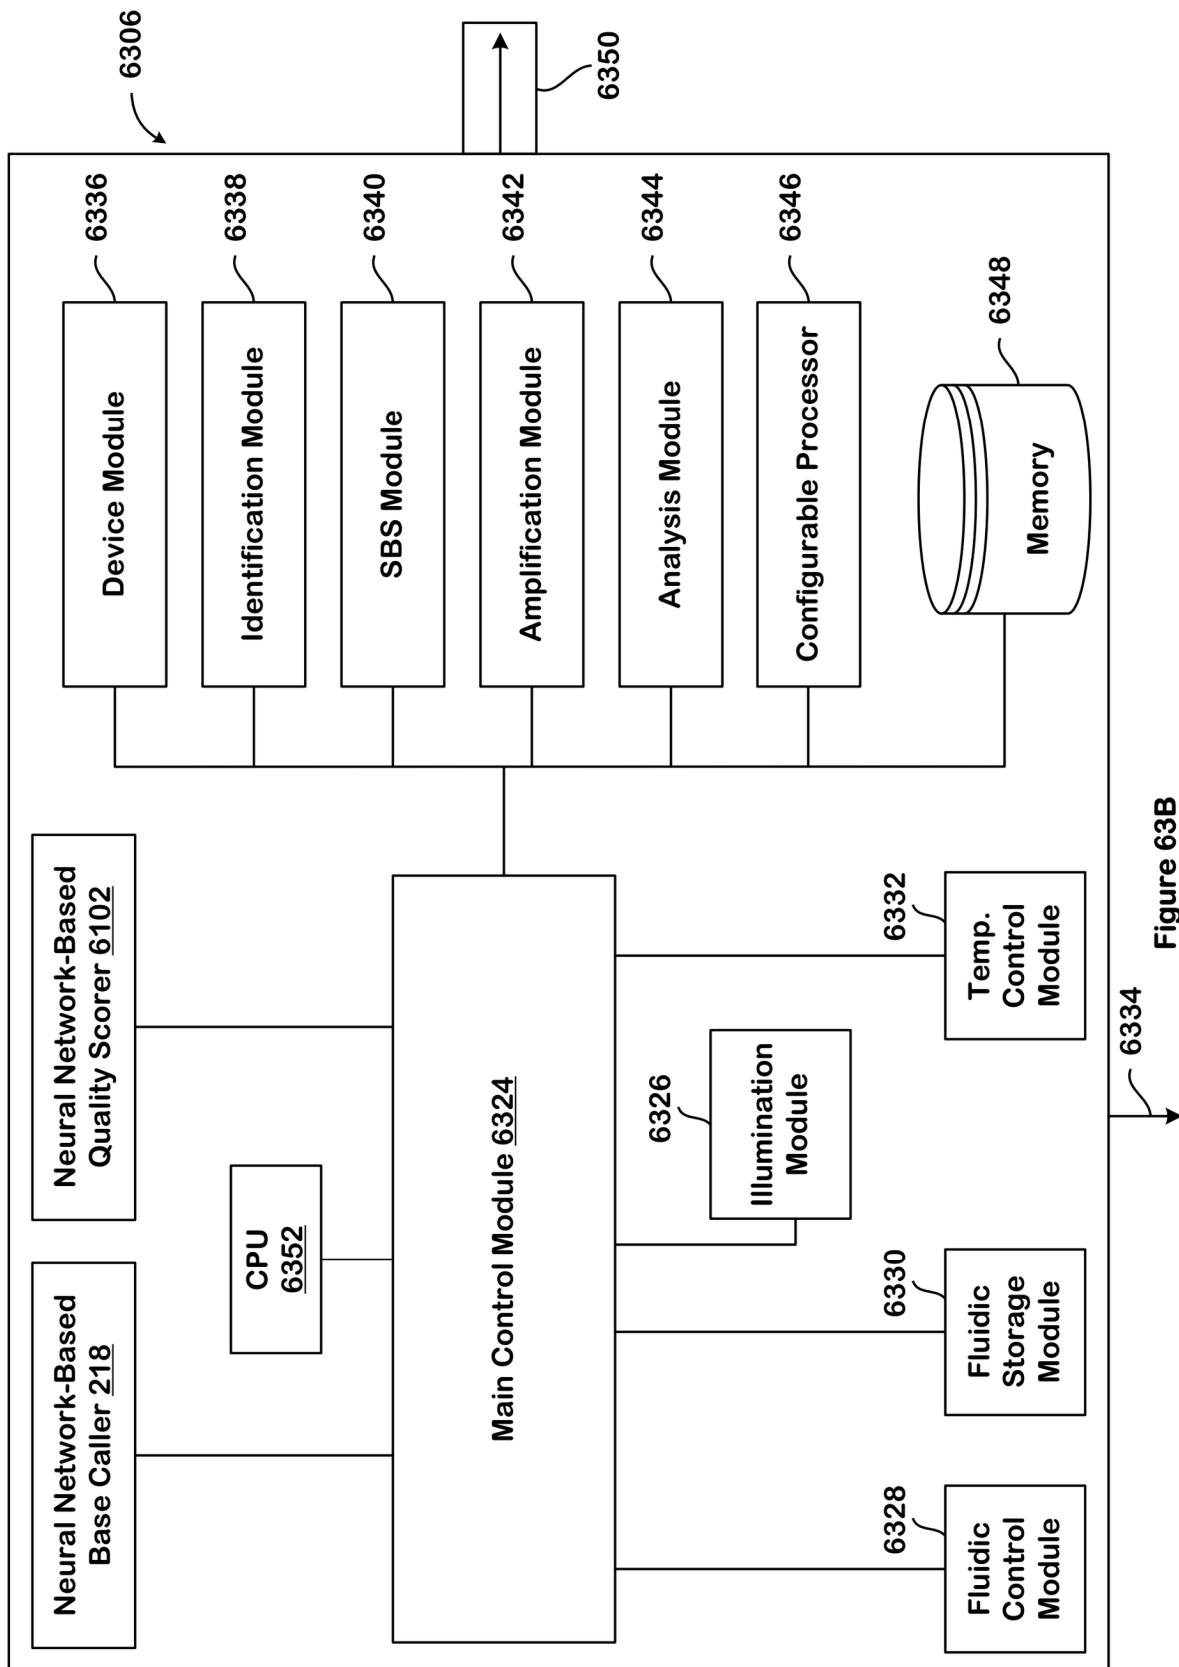 6306
Neural Network-Based
Base Caller 218
Neural Network-Based
Quality Scorer 6102
CPU
6352
Main Control Module 6324
Device Module
6336
Identification Module
6338
SBS Module
6340
Amplification Module
6342
Analysis Module
6344
Configurable Processor
6346
Memory
6348
6350
6326
Illumination
Module
6328
Fluidic
Control
Module
6330
Fluidic
Storage
Module
6332
Temp.
Control
Module
6334
Figure 63B